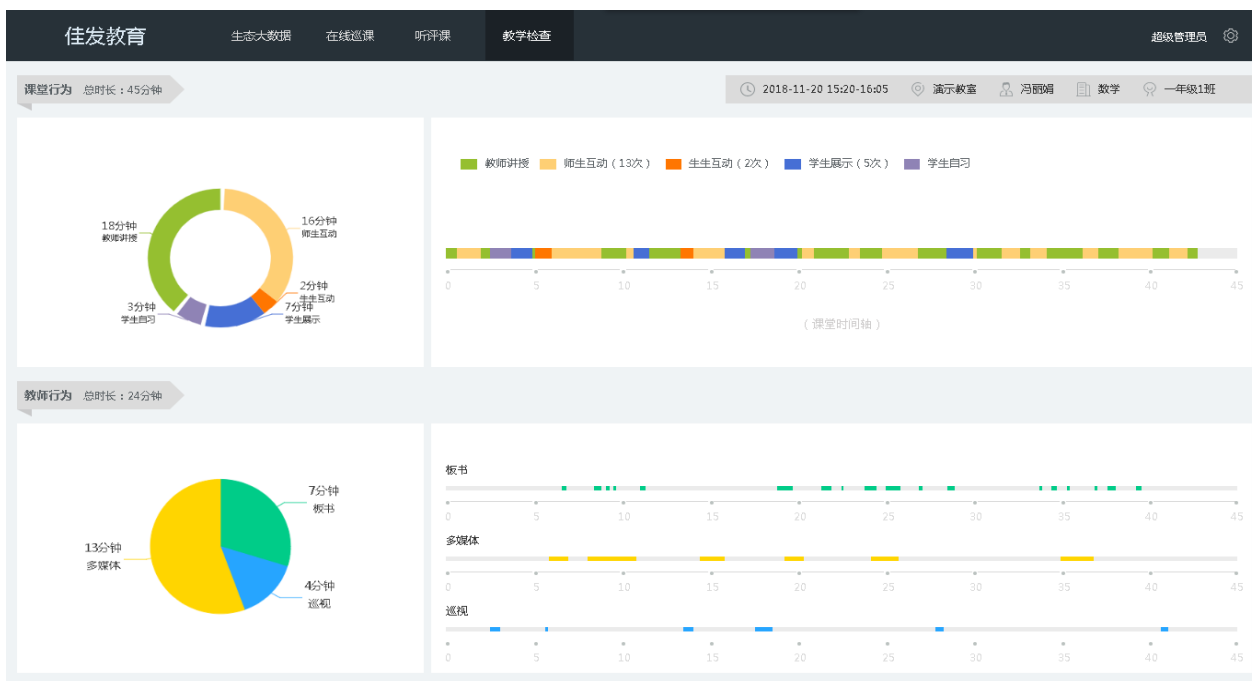 佳发教育 生态大数据 在线巡课 听评课 教学检查 超级管理员
课堂行为 总时长：45分钟 2018-11-20 15:20-16:05 演示教室 冯丽娟 数学 一年级1班
教师讲授 师生互动（13次） 生生互动（2次） 学生展示（5次） 学生自习
18分钟
教师讲授
16分钟
师生互动
2分钟
生生互动
7分钟
学生展示
3分钟
学生自习
0 5 10 15 20 25 30 35 40 45
（课堂时间轴）
教师行为 总时长：24分钟
7分钟
板书
13分钟
多媒体
4分钟
巡视
板书
0 5 10 15 20 25 30 35 40 45
多媒体
0 5 10 15 20 25 30 35 40 45
巡视
0 5 10 15 20 25 30 35 40 45